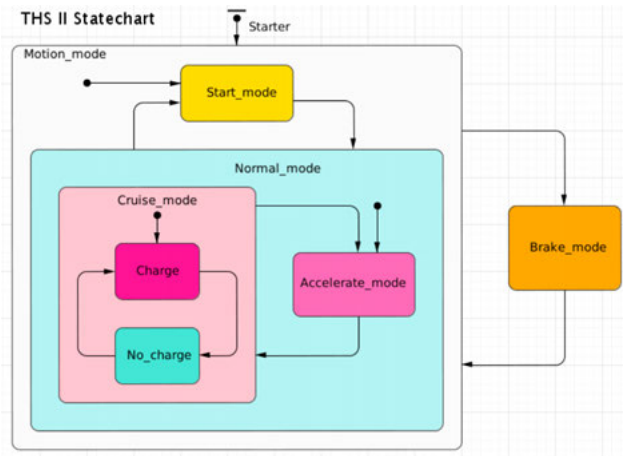 THS II Statechart
Starter
Motion_mode
Start_mode
Normal_mode
Cruise_mode
Charge
Accelerate_mode
No_charge
Brake_mode